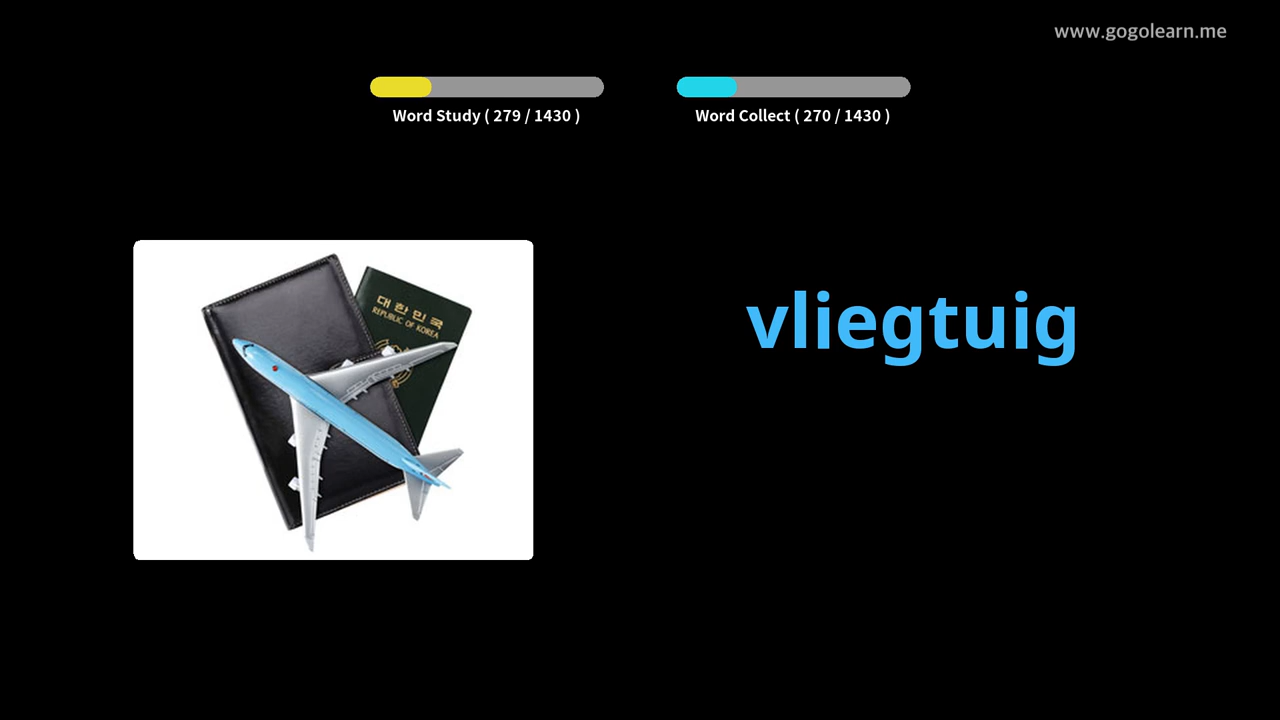 www.gogolearn.me
Word Study ( 279 / 1430 )
Word Collect ( 270 / 1430 )
대한민국
REPUBLIC OF KOREA
vliegtuig